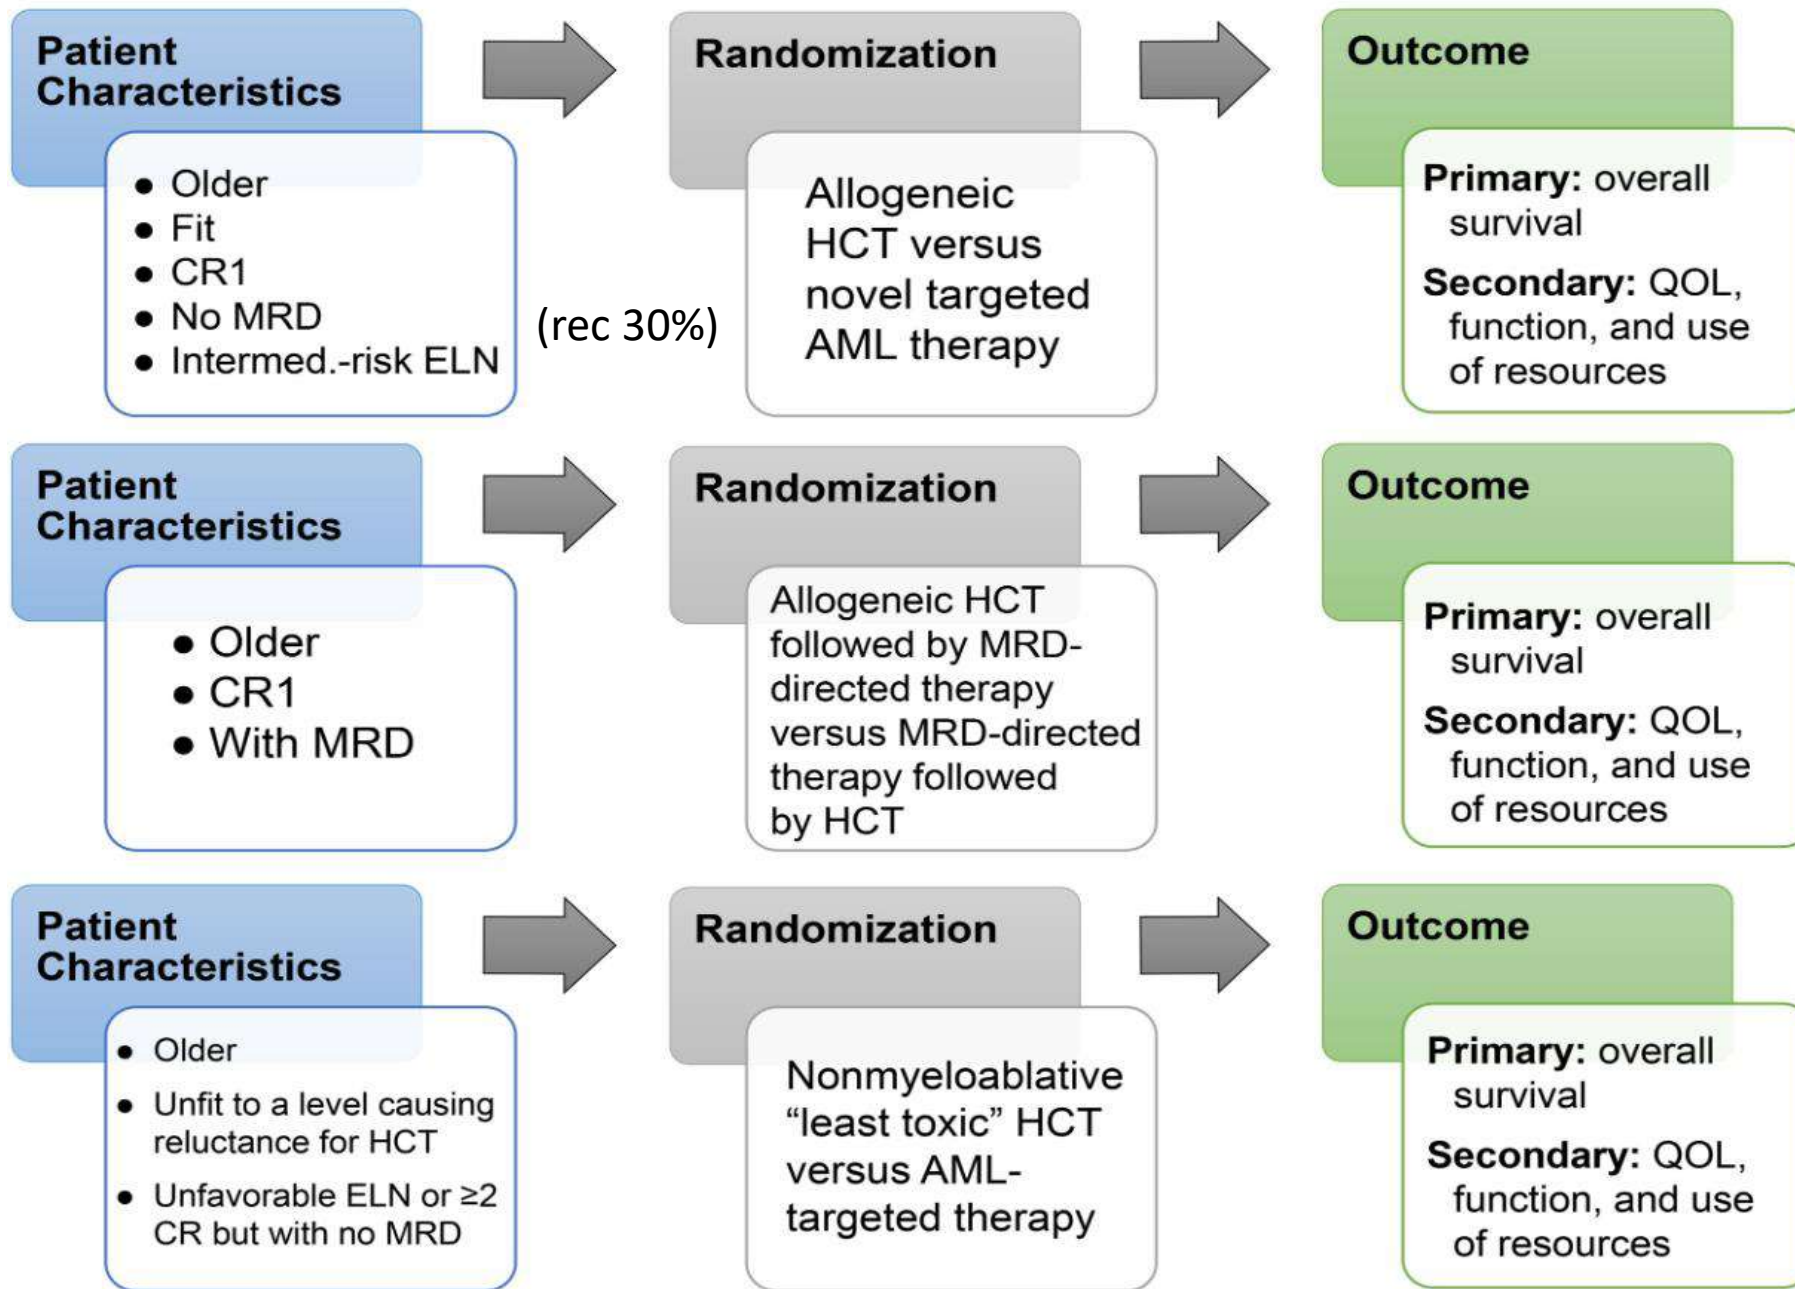 Patient
Characteristics
● Older
● Fit
● CR1
● No MRD
● Intermed.-risk ELN
(rec 30%)
Randomization
Allogeneic
HCT versus
novel targeted
AML therapy
Outcome
Primary: overall
survival
Secondary: QOL,
function, and use
of resources
Patient
Characteristics
● Older
● CR1
● With MRD
Randomization
Allogeneic HCT
followed by MRD-
directed therapy
versus MRD-directed
therapy followed
by HCT
Outcome
Primary: overall
survival
Secondary: QOL,
function, and use
of resources
Patient
Characteristics
● Older
● Unfit to a level causing
reluctance for HCT
● Unfavorable ELN or ≥2
CR but with no MRD
Randomization
Nonmyeloablative
“least toxic” HCT
versus AML-
targeted therapy
Outcome
Primary: overall
survival
Secondary: QOL,
function, and use
of resources